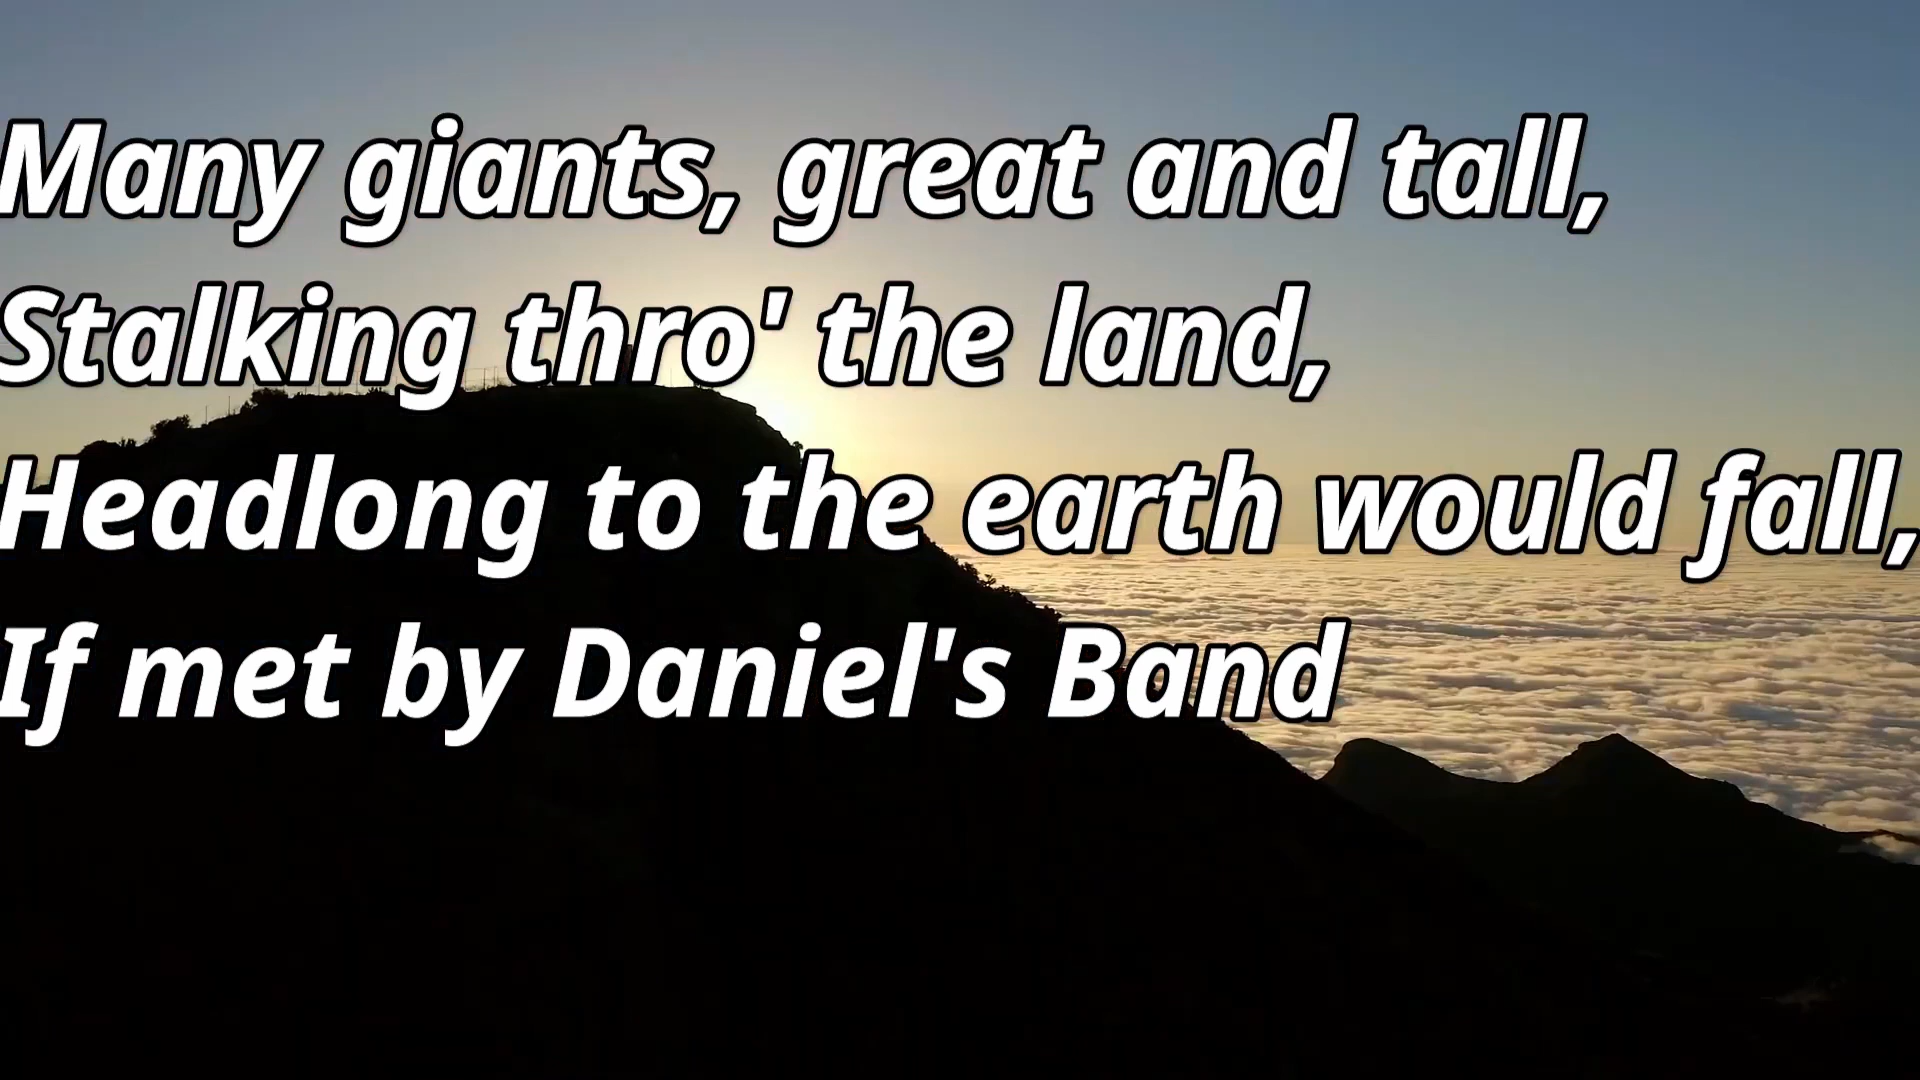 Many giants, great and tall,
Stalking thro' the land,
Headlong to the earth would fall,
If met by Daniel's Band